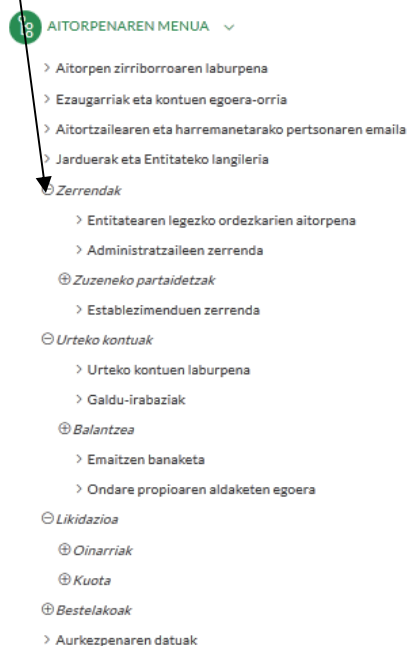 AITORPENAREN MENUA
Aitorpen zirriborroaren laburpena
Ezaugarriak eta kontuen egoera-orria
Aitortzailearen eta harremanetarako pertsonaren emaila
Jarduerak eta Entitateko langileria
Zerrendak
Entitatearen legezko ordezkarien aitorpena
Administratzaileen zerrenda
Zuzeneko partaidetzak
Establezimenduen zerrenda
Urteko kontuak
Urteko kontuen laburpena
Galdu-irabaziak
Balantzea
Emaitzen banaketa
Ondare propioaren aldaketen egoera
Likidazioa
Oinarriak
Kuota
Bestelakoak
Aurkezpenaren datuak